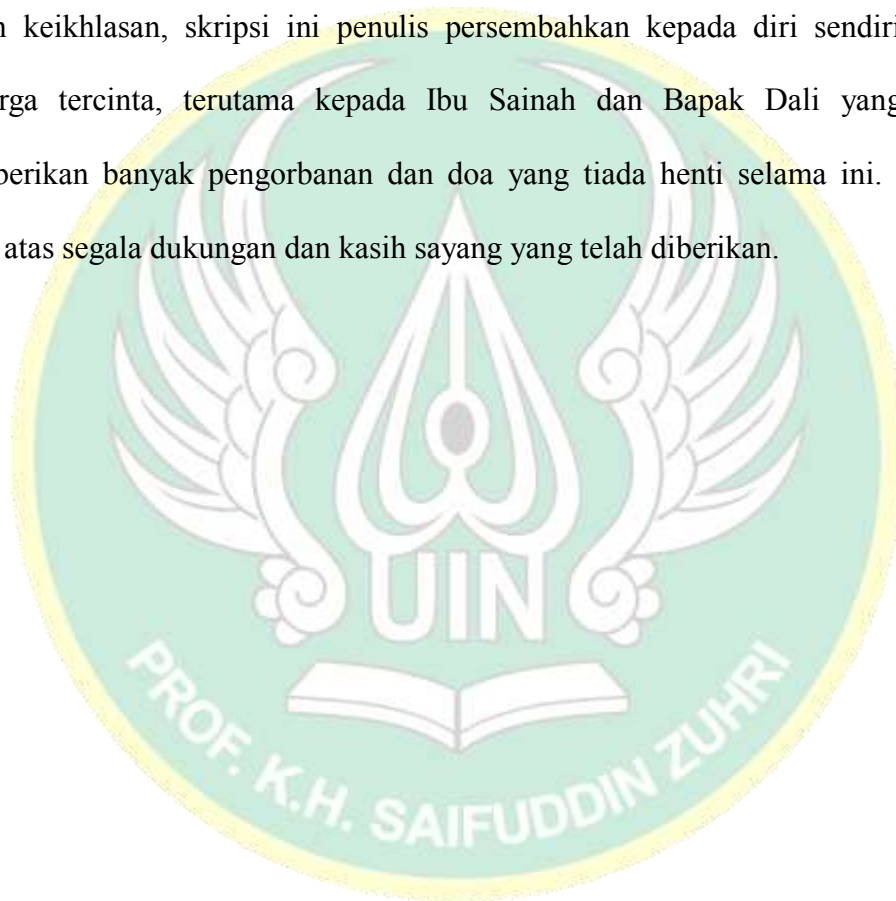 n keikhlasan, skripsi ini penulis persembahkan kepada diri sendiri
rga tercinta, terutama kepada Ibu Sainah dan Bapak Dali yang
berikan banyak pengorbanan dan doa yang tiada henti selama ini.
atas segala dukungan dan kasih sayang yang telah diberikan.
UIN
PROF. K.H. SAIFUDDIN ZUHRI